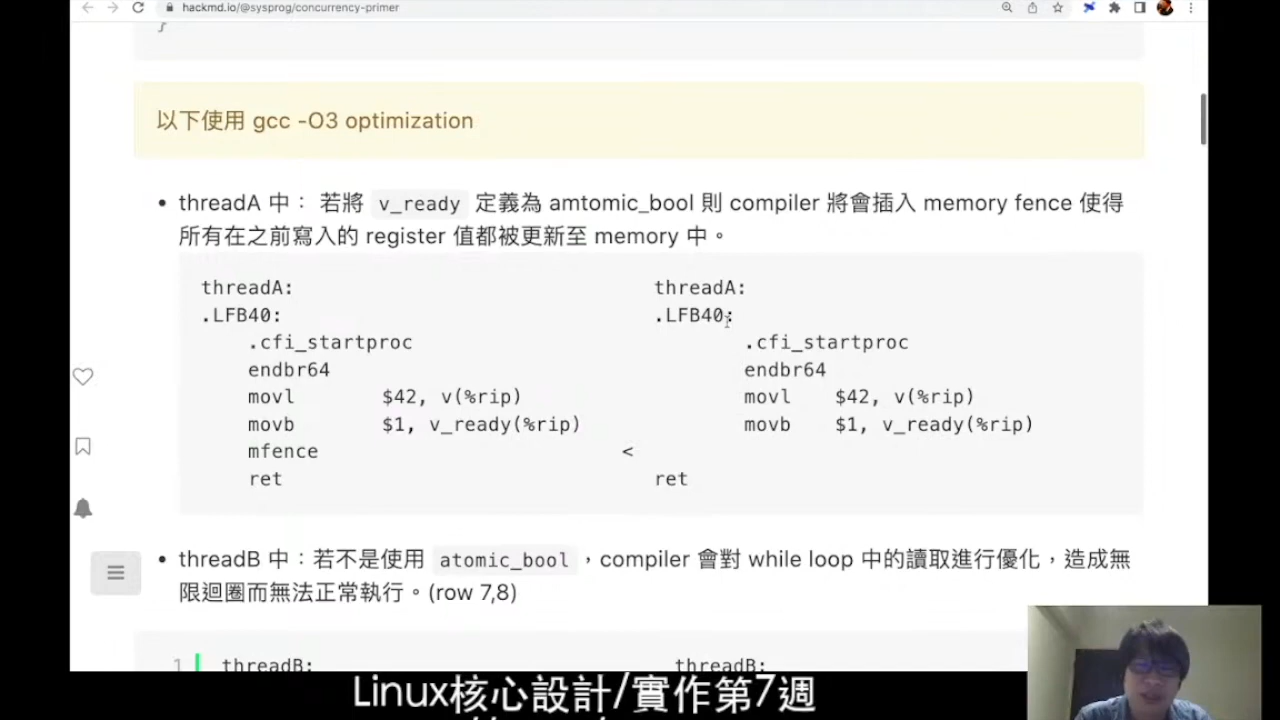 hackmd.io/@sysprog/concurrency-primer
}
以下使用 gcc -O3 optimization
• threadA 中： 若將 v_ready 定義為 amtomic_bool 則 compiler 將會插入 memory fence 使得
所有在之前寫入的 register 值都被更新至 memory 中。
threadA: threadA:
.LFB40: .LFB40:
.cfi_startproc .cfi_startproc
endbr64 endbr64
movl $42, v(%rip) movl $42, v(%rip)
movb $1, v_ready(%rip) movb $1, v_ready(%rip)
mfence <
ret ret
• threadB 中：若不是使用 atomic_bool，compiler 會對 while loop 中的讀取進行優化，造成無
限迴圈而無法正常執行。(row 7,8)
1 threadB: threadB:
Linux核心設計/實作第7週